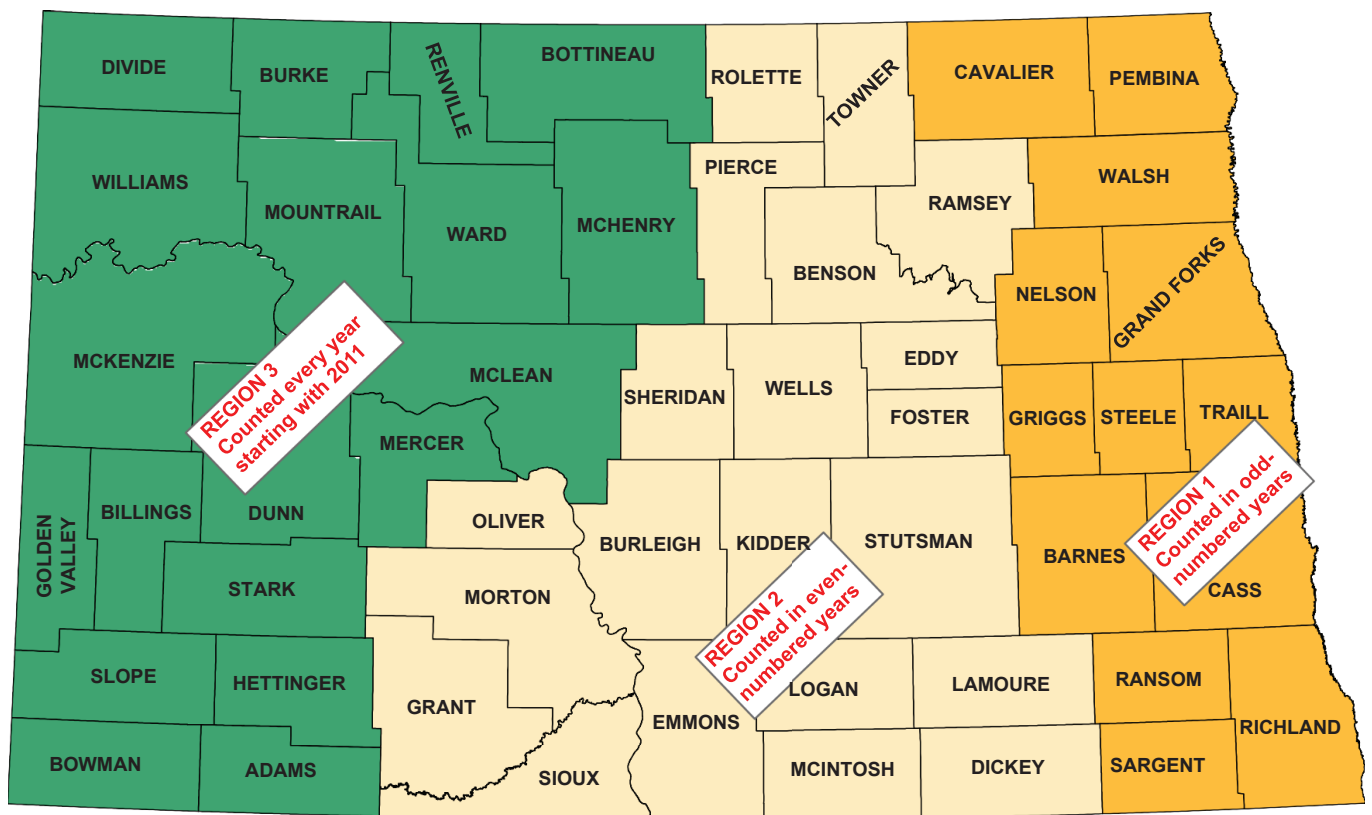 DIVIDE
BURKE
RENVILLE
BOTTINEAU
ROLETTE
TOWNER
CAVALIER
PEMBINA
WILLIAMS
MOUNTRAIL
WARD
MCHENRY
PIERCE
BENSON
RAMSEY
WALSH
NELSON
GRAND FORKS
MCKENZIE
REGION 3
Counted every year
starting with 2011
MCLEAN
MERCER
SHERIDAN
WELLS
EDDY
FOSTER
GRIGGS
STEELE
TRAILL
GOLDEN
VALLEY
BILLINGS
DUNN
STARK
OLIVER
MORTON
BURLEIGH
KIDDER
STUTSMAN
REGION 2
Counted in even-
numbered years
BARNES
REGION 1
Counted in odd-
numbered years
CASS
SLOPE
HETTINGER
GRANT
EMMONS
LOGAN
LAMOURE
RANSOM
RICHLAND
BOWMAN
ADAMS
SIOUX
MCINTOSH
DICKEY
SARGENT